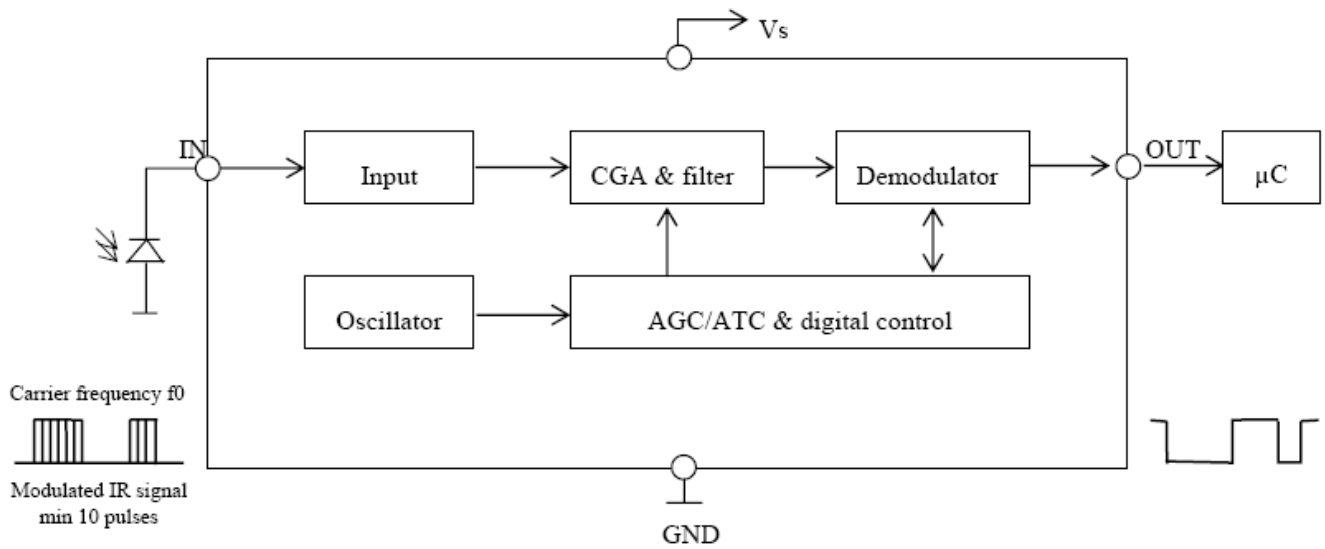 Vs
IN
Input
CGA & filter
Demodulator
OUT
µC
Oscillator
AGC/ATC & digital control
Carrier frequency f0
Modulated IR signal
min 10 pulses
GND